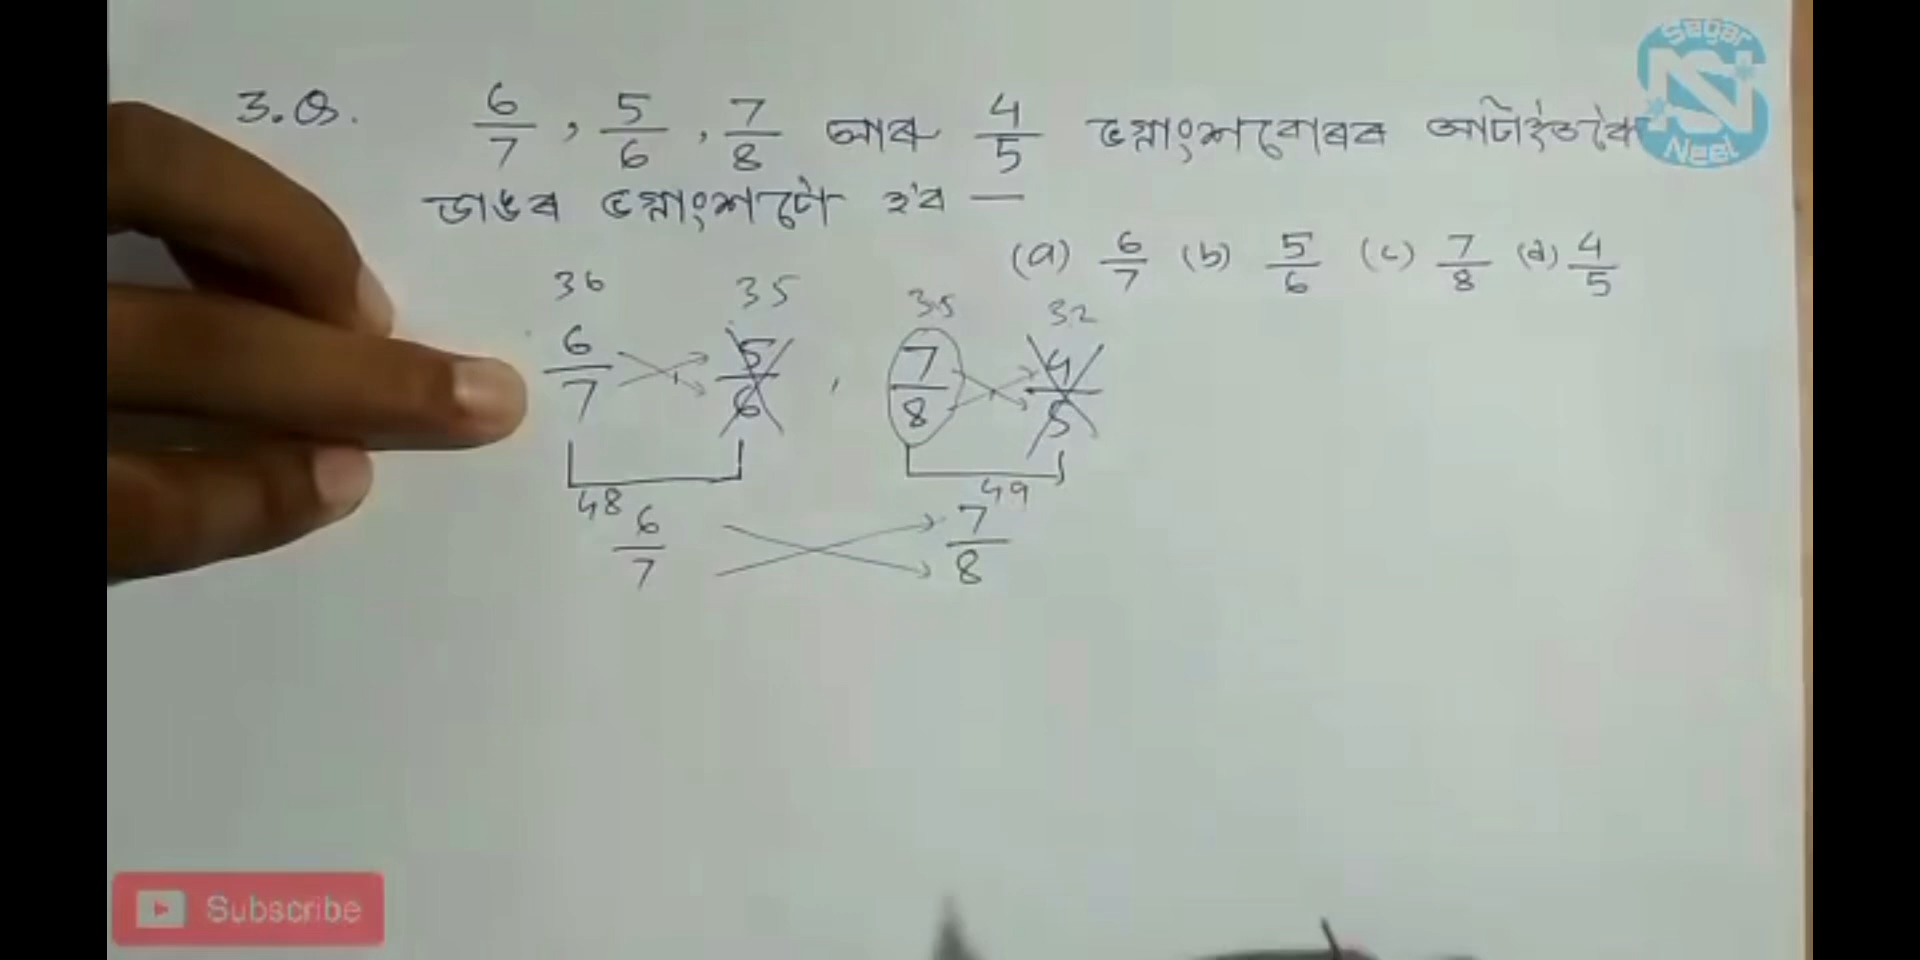 3.Q. 6/7, 5/6, 7/8 আৰু 4/5 ভগ্নাংশবোৰৰ আটাইতকৈ
ডাঙৰ ভগ্নাংশটো হ'ব —
(a) 6/7 (b) 5/6 (c) 7/8 (d) 4/5
36 35 35 32
6/7 5/6 , 7/8 4/5
48 49
6/7 7/8
Sagar
N
Neel
Subscribe